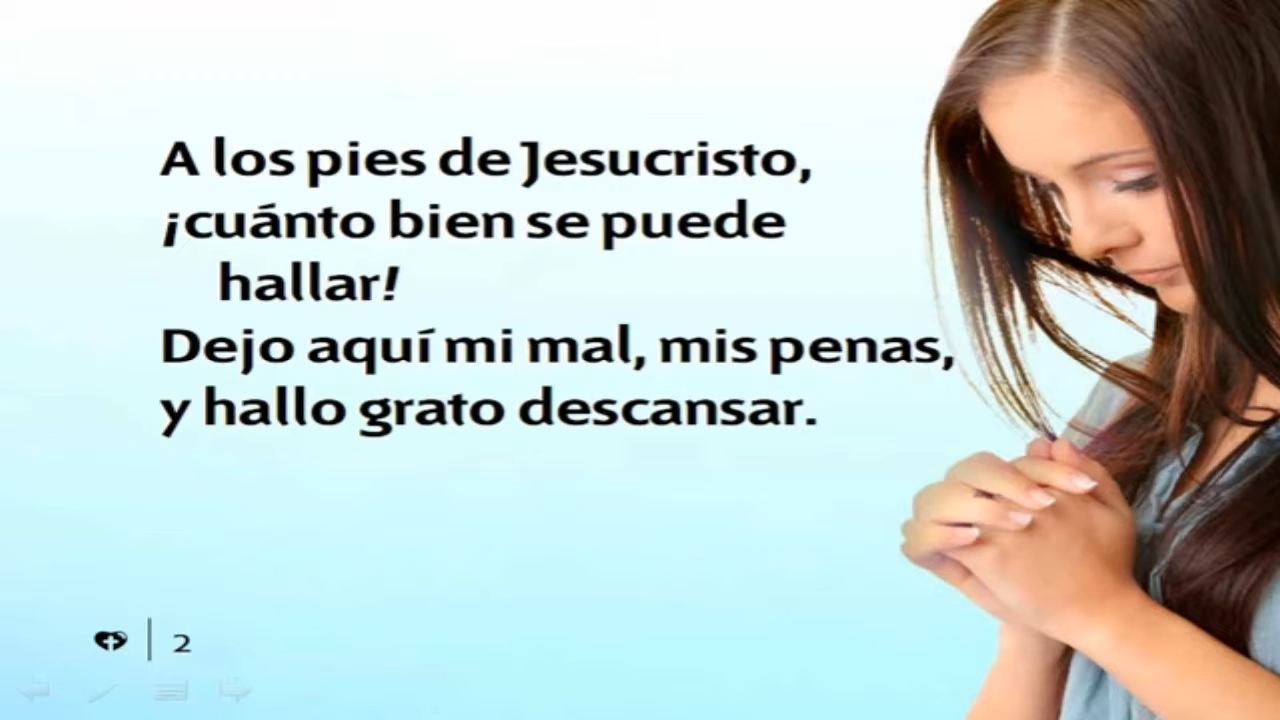 A los pies de Jesucristo,
¡cuánto bien se puede
hallar!
Dejo aquí mi mal, mis penas,
y hallo grato descansar.
2